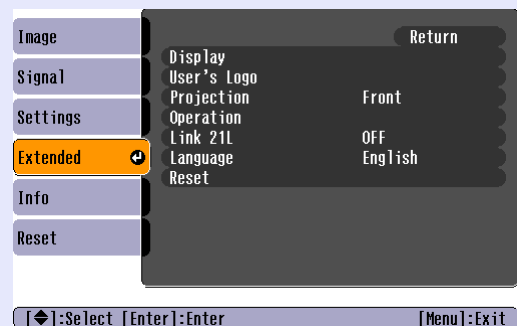 Image
Signal
Settings
Extended
Info
Reset
Return
Display
User's Logo
Projection Front
Operation
Link 21L OFF
Language English
Reset
[◆]:Select [Enter]:Enter [Menu]:Exit